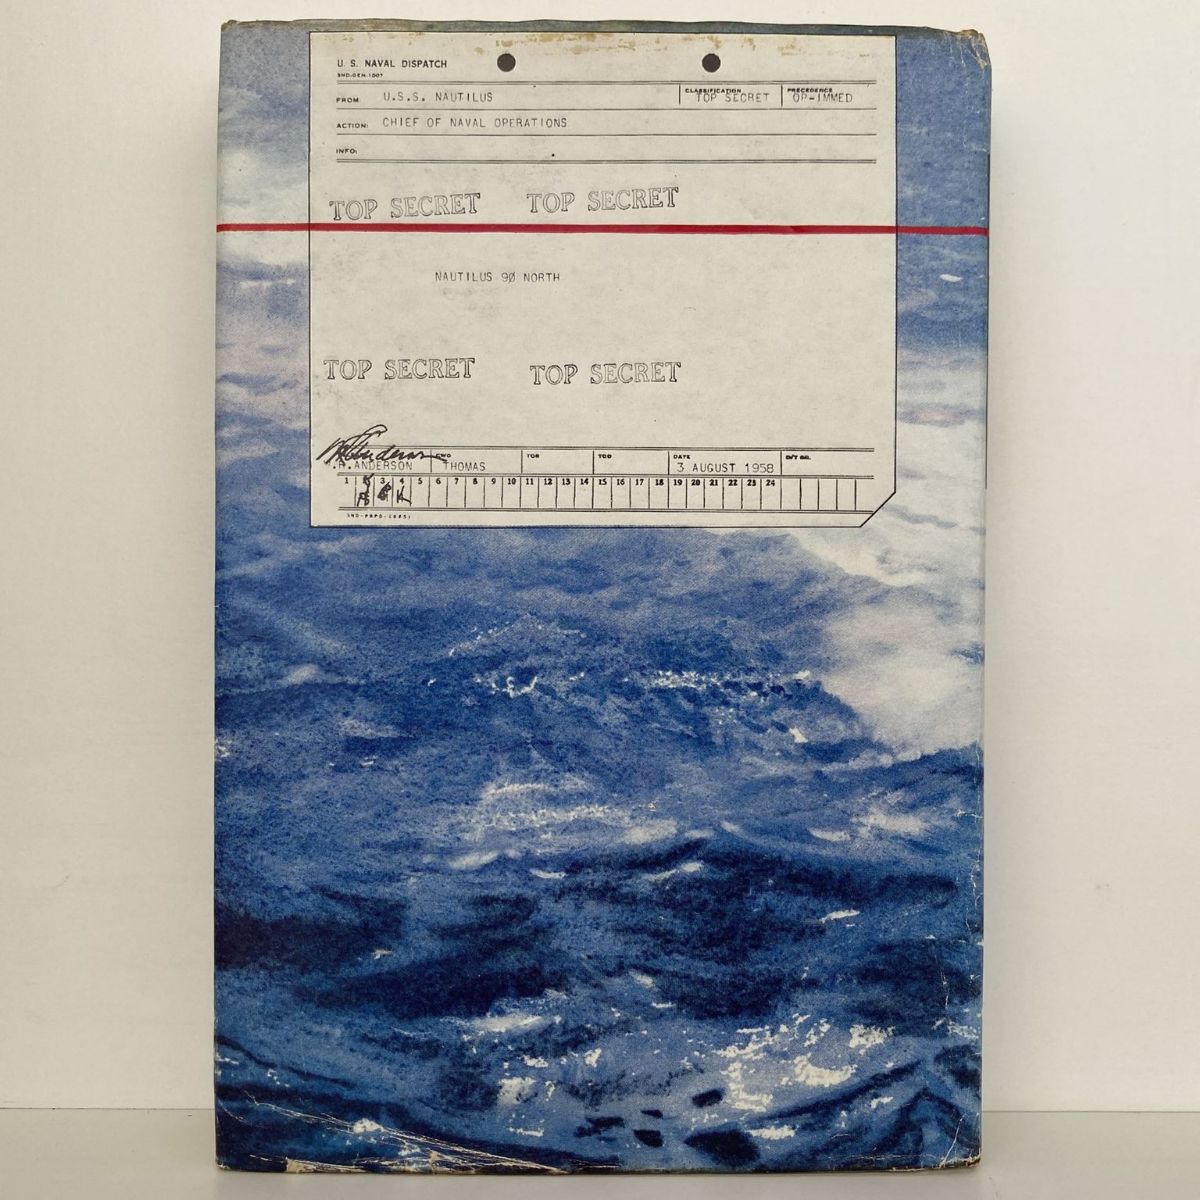 U. S. NAVAL DISPATCH
FROM: U.S.S. NAUTILUS CLASSIFICATION TOP SECRET PRECEDENCE OP-IMMED
ACTION: CHIEF OF NAVAL OPERATIONS
INFO:
TOP SECRET TOP SECRET
NAUTILUS 9Ø NORTH
TOP SECRET TOP SECRET
.R.ANDERSON CWO THOMAS TOR TOD DATE 3 AUGUST 1958
1 2 3 4 5 6 7 8 9 10 11 12 13 14 15 16 17 18 19 20 21 22 23 24